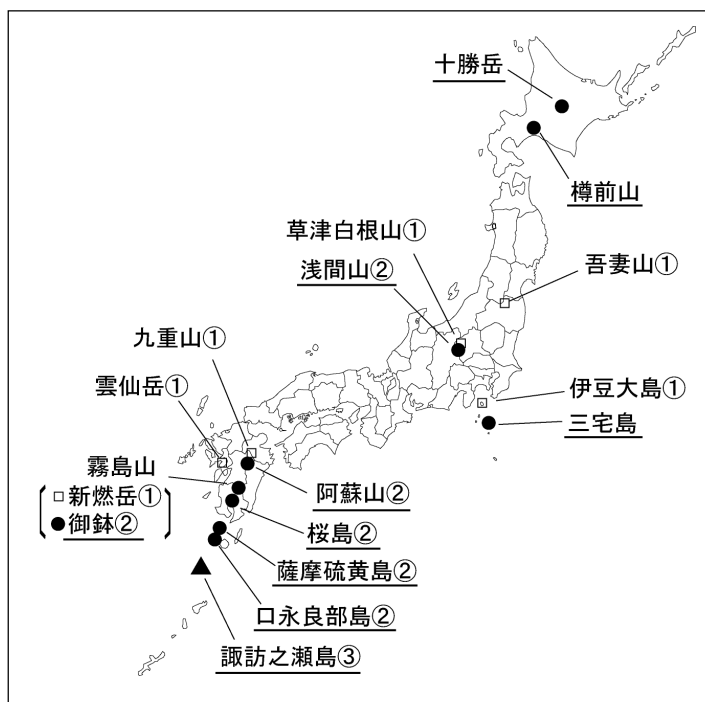 十勝岳
樽前山
草津白根山①
浅間山②
吾妻山①
九重山①
雲仙岳①
伊豆大島①
三宅島
霧島山
新燃岳①
御鉢②
阿蘇山②
桜島②
薩摩硫黄島②
口永良部島②
諏訪之瀬島③